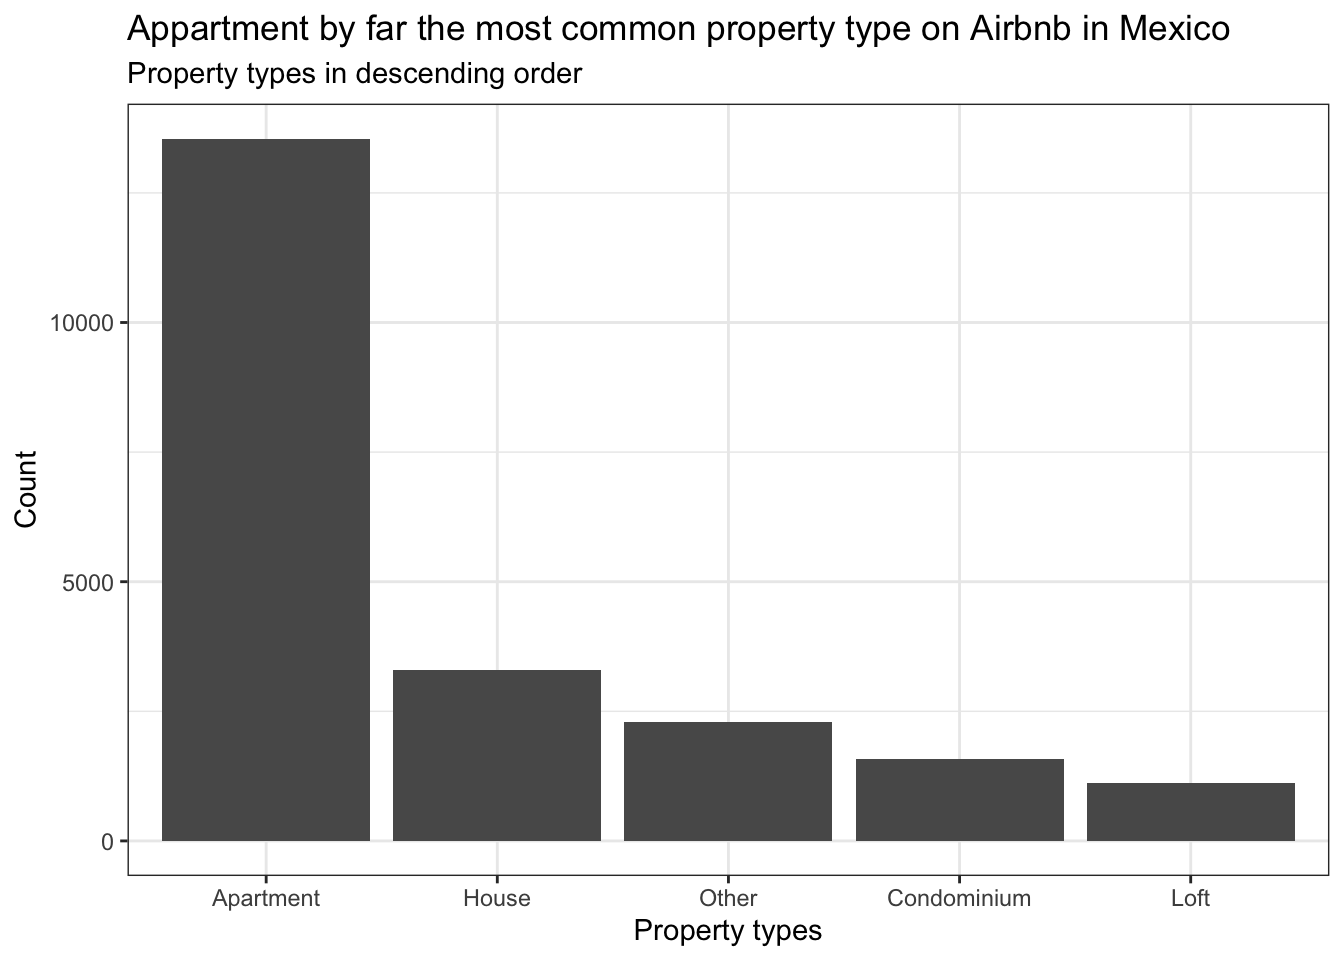 Appartment by far the most common property type on Airbnb in Mexico
Property types in descending order
Count
10000
5000
0
Apartment House Other Condominium Loft
Property types